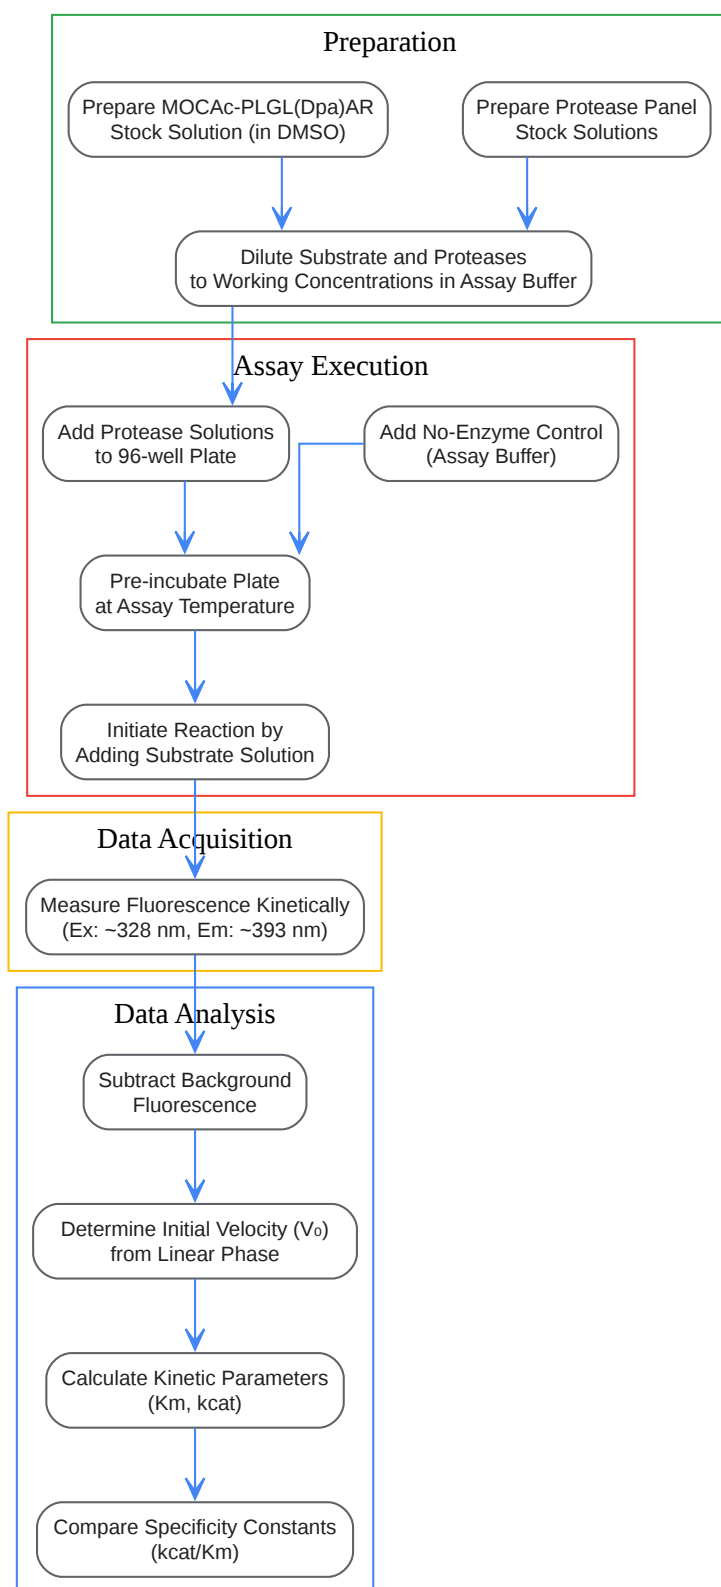 Preparation
Prepare MOCAc-PLGL(Dpa)AR
Stock Solution (in DMSO)
Prepare Protease Panel
Stock Solutions
Dilute Substrate and Proteases
to Working Concentrations in Assay Buffer
Assay Execution
Add Protease Solutions
to 96-well Plate
Add No-Enzyme Control
(Assay Buffer)
Pre-incubate Plate
at Assay Temperature
Initiate Reaction by
Adding Substrate Solution
Data Acquisition
Measure Fluorescence Kinetically
(Ex: ~328 nm, Em: ~393 nm)
Data Analysis
Subtract Background
Fluorescence
Determine Initial Velocity (V₀)
from Linear Phase
Calculate Kinetic Parameters
(Km, kcat)
Compare Specificity Constants
(kcat/Km)